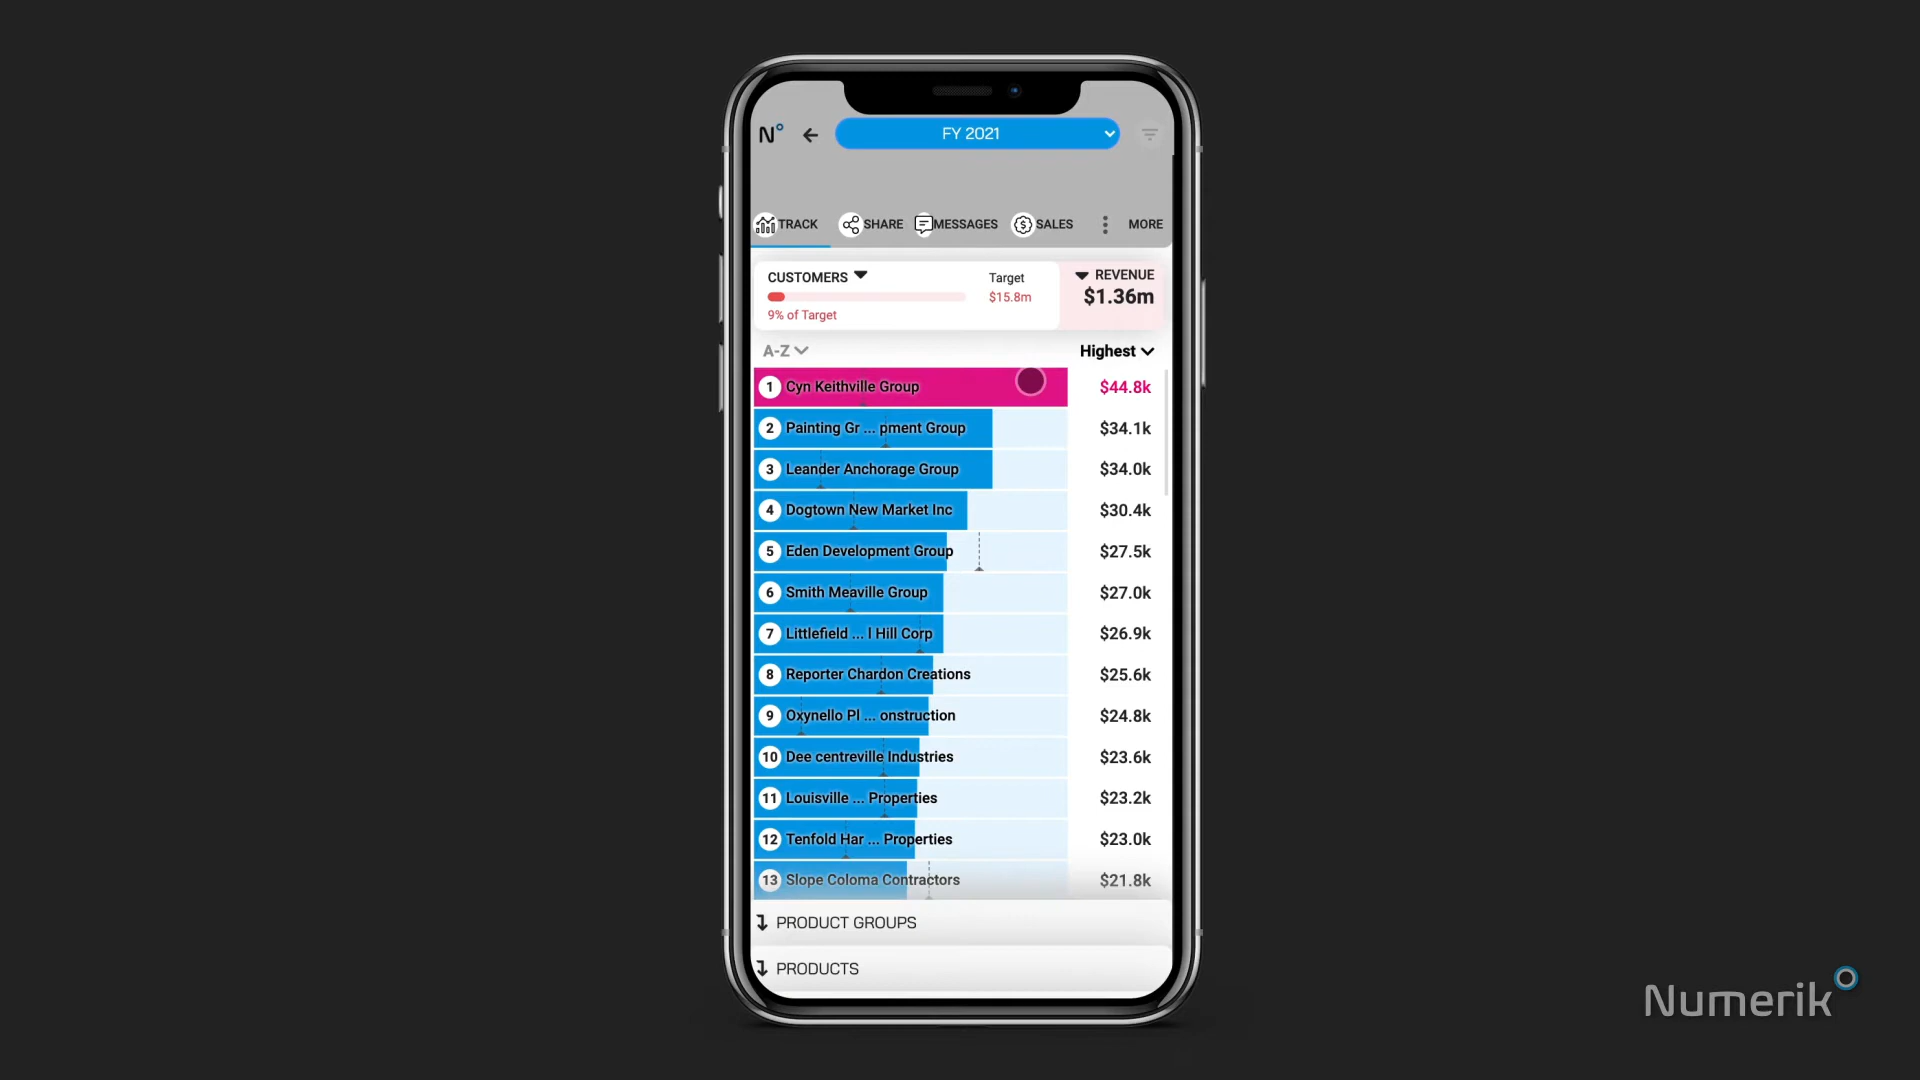 N° FY 2021
TRACK SHARE MESSAGES SALES MORE
CUSTOMERS Target REVENUE
$15.8m $1.36m
9% of Target
A-Z Highest
1 Cyn Keithville Group $44.8k
2 Painting Gr ... pment Group $34.1k
3 Leander Anchorage Group $34.0k
4 Dogtown New Market Inc $30.4k
5 Eden Development Group $27.5k
6 Smith Meaville Group $27.0k
7 Littlefield ... l Hill Corp $26.9k
8 Reporter Chardon Creations $25.6k
9 Oxynello Pl ... onstruction $24.8k
10 Dee centreville Industries $23.6k
11 Louisville ... Properties $23.2k
12 Tenfold Har ... Properties $23.0k
13 Slope Coloma Contractors $21.8k
PRODUCT GROUPS
PRODUCTS
Numerik°